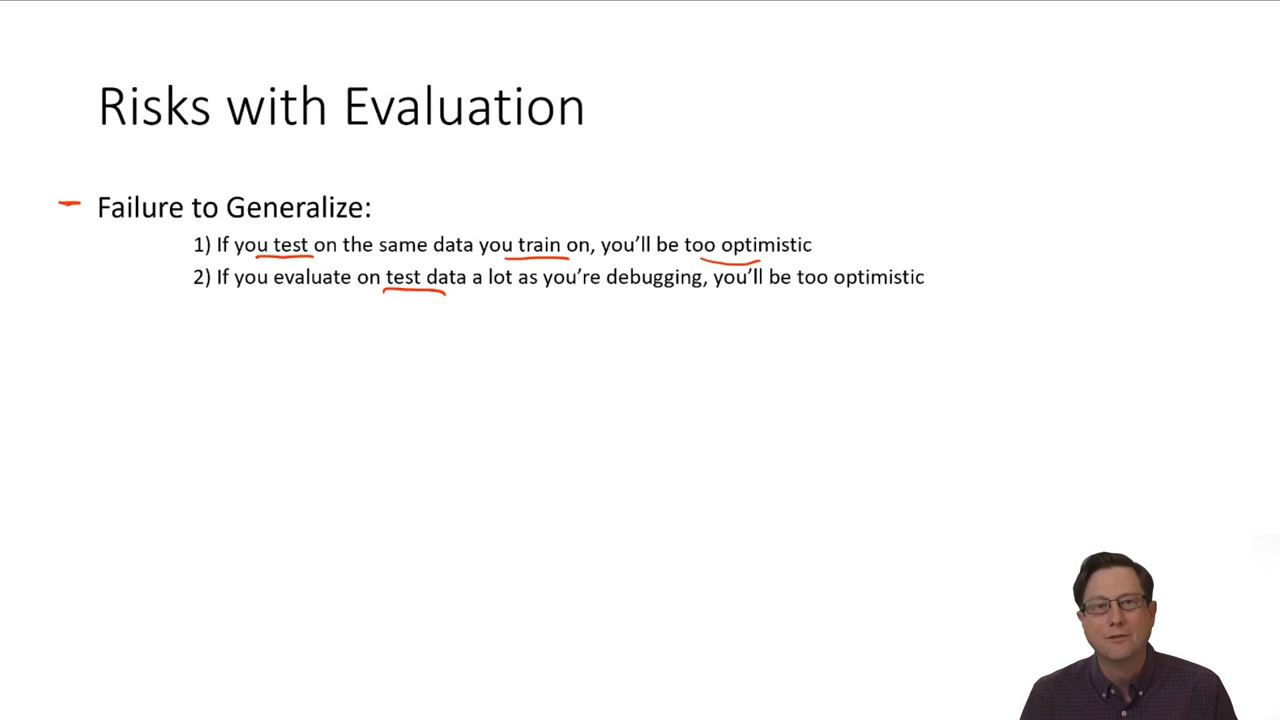 Risks with Evaluation
Failure to Generalize:
1) If you test on the same data you train on, you’ll be too optimistic
2) If you evaluate on test data a lot as you’re debugging, you’ll be too optimistic